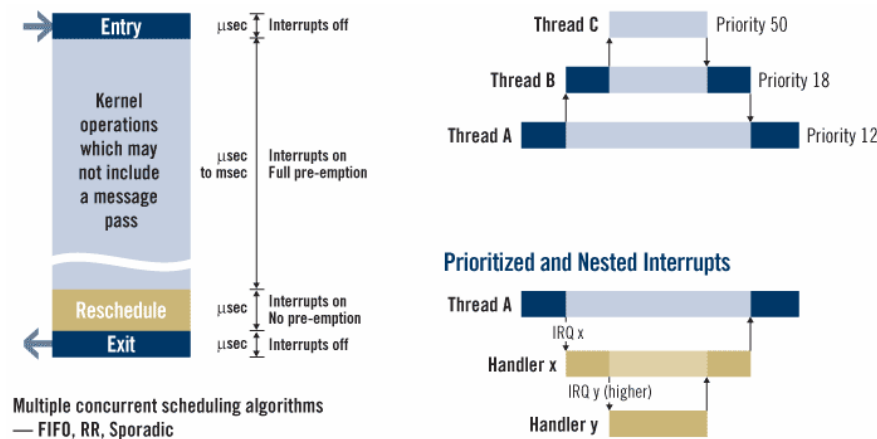 Entry
μsec
Interrupts off
Kernel
operations
which may
not include
a message
pass
μsec
to msec
Interrupts on
Full pre-emption
Reschedule
μsec
Interrupts on
No pre-emption
Exit
μsec
Interrupts off
Multiple concurrent scheduling algorithms
— FIFO, RR, Sporadic
Thread C
Priority 50
Thread B
Priority 18
Thread A
Priority 12
Prioritized and Nested Interrupts
Thread A
IRQ x
Handler x
IRQ y (higher)
Handler y